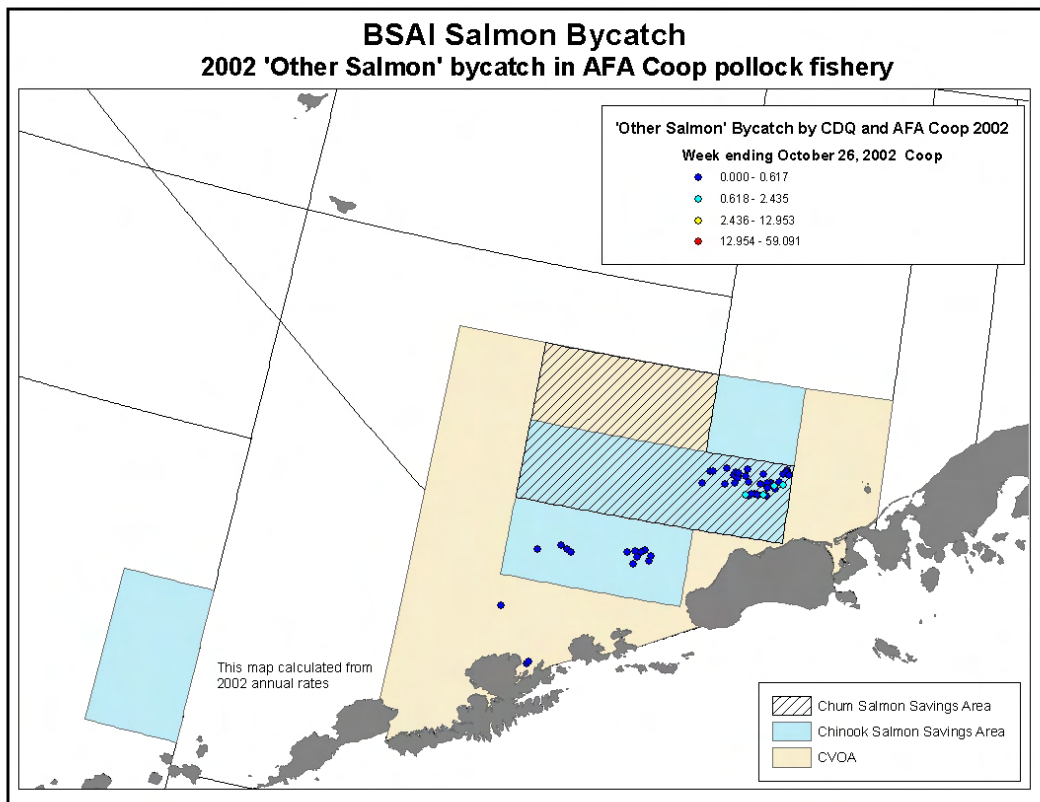 BSAI Salmon Bycatch
2002 'Other Salmon' bycatch in AFA Coop pollock fishery
'Other Salmon' Bycatch by CDQ and AFA Coop 2002
Week ending October 26, 2002 Coop
0.000 - 0.617
0.618 - 2.435
2.436 - 12.953
12.954 - 59.091
This map calculated from
2002 annual rates
Chum Salmon Savings Area
Chinook Salmon Savings Area
CVOA